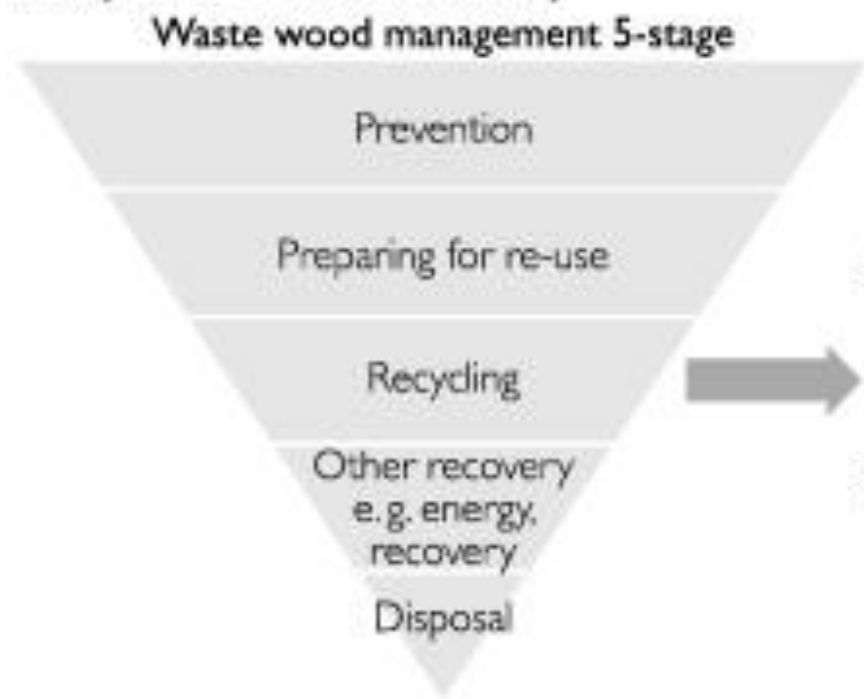 Waste wood management 5-stage
Prevention
Preparing for re-use
Recycling
Other recovery
e.g. energy,
recovery
Disposal